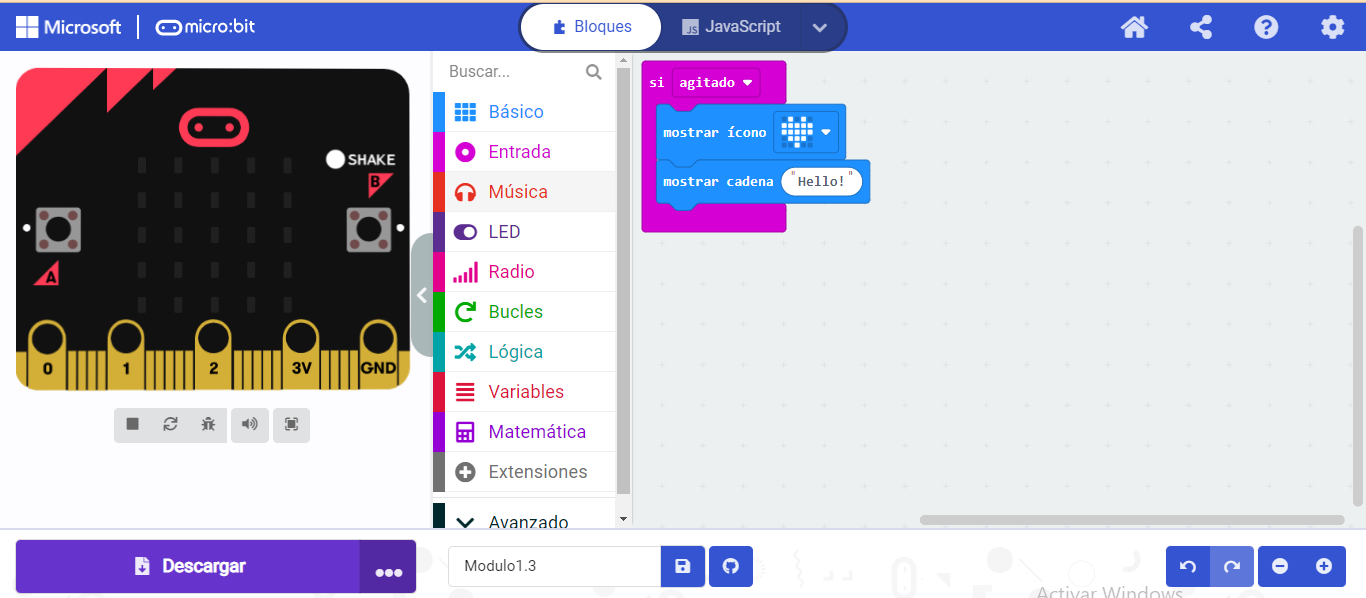 Microsoft
micro:bit
Bloques
JS
JavaScript
SHAKE
B
A
0
1
2
3V
GND
Buscar...
Básico
Entrada
Música
LED
Radio
Bucles
Lógica
Variables
Matemática
Extensiones
Avanzado
si agitado
mostrar ícono
mostrar cadena "Hello!"
Descargar
Modulo1.3
Activar Windows